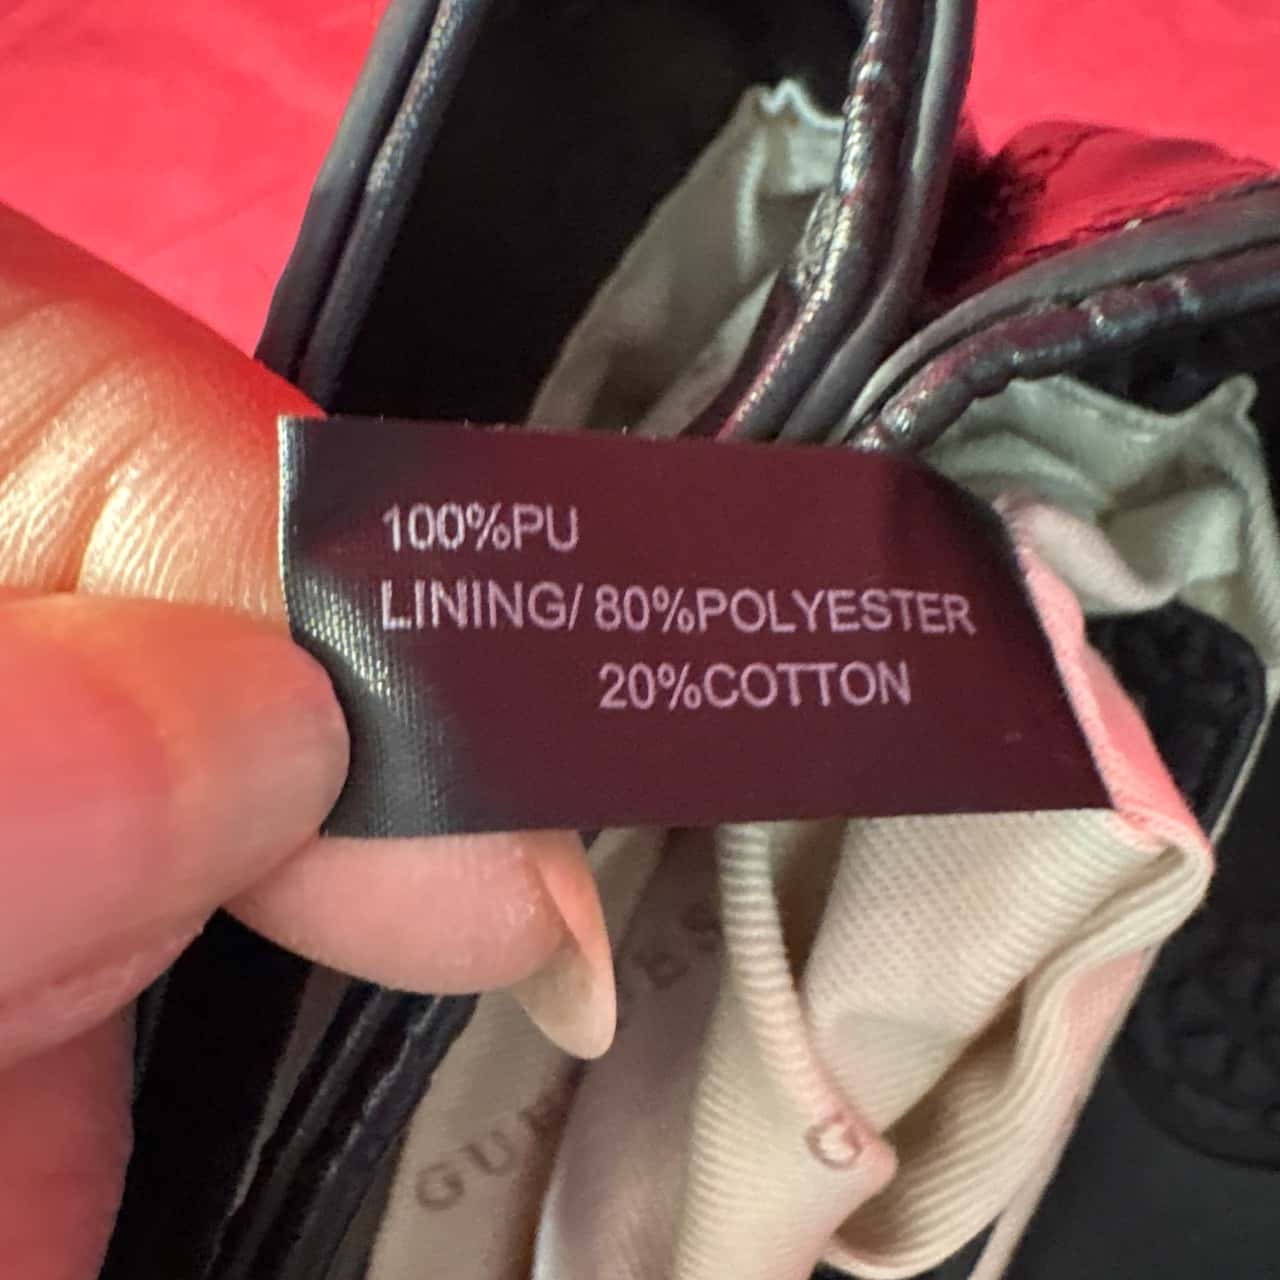 100%PU
LINING/ 80%POLYESTER
20%COTTON